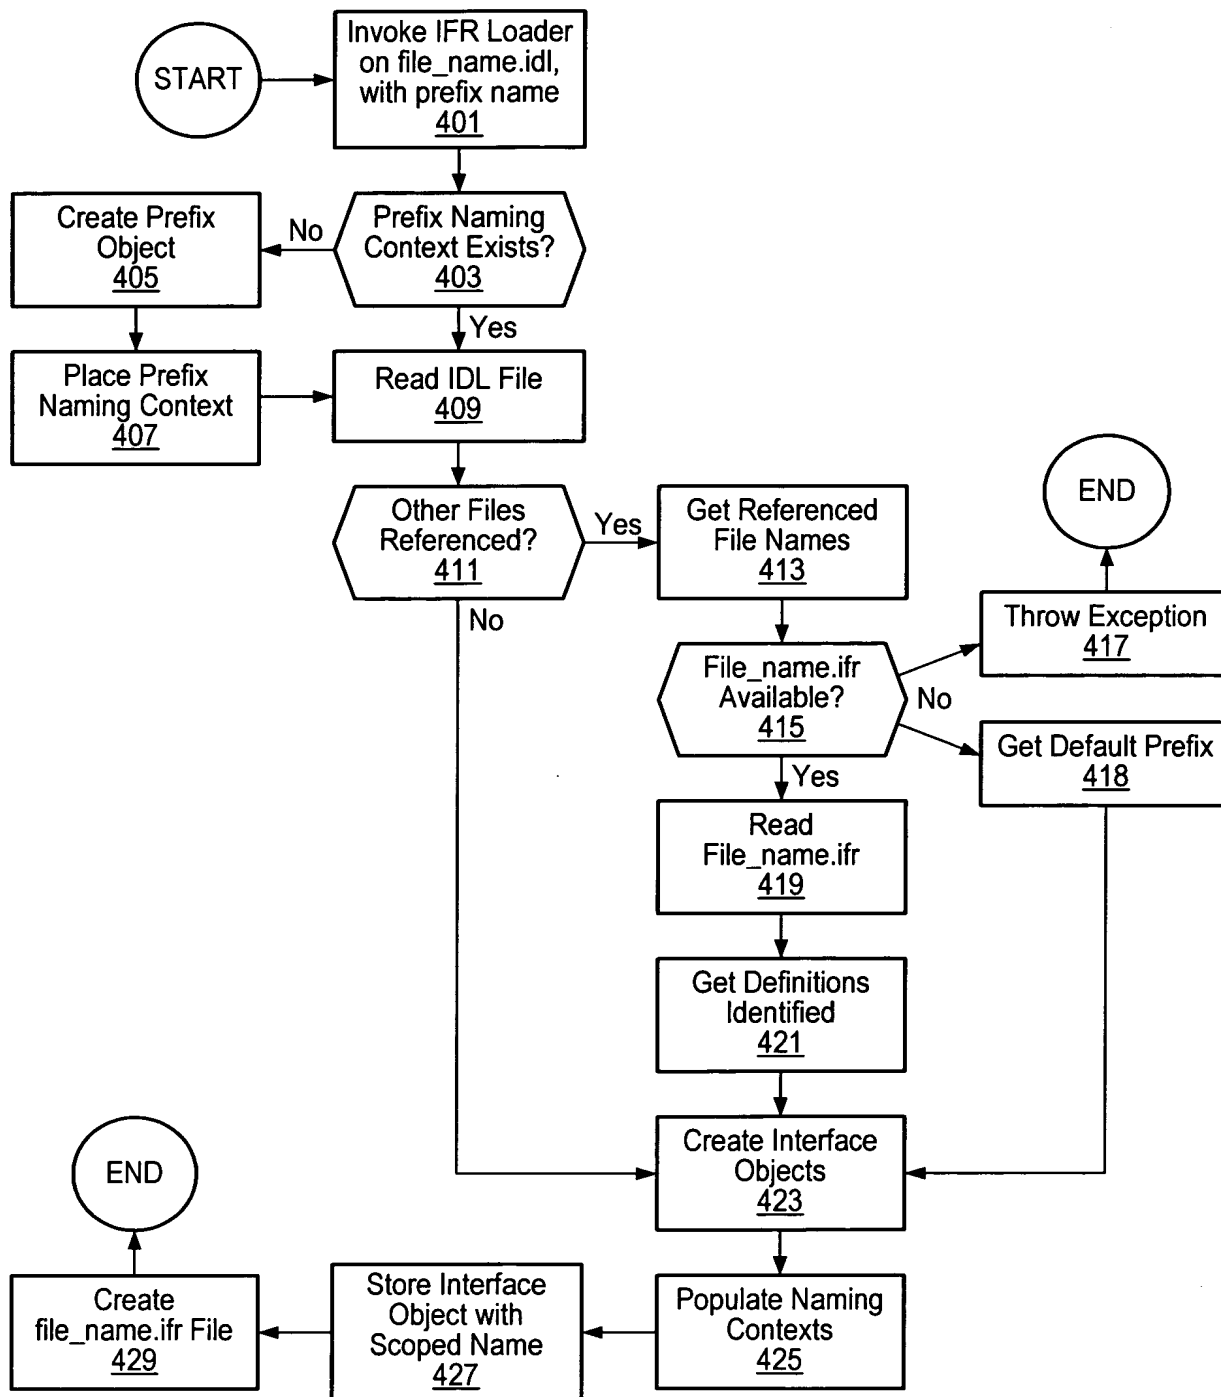 START
Invoke IFR Loader
on file_name.idl,
with prefix name
401
Create Prefix
Object
405
No
Prefix Naming
Context Exists?
403
Yes
Place Prefix
Naming Context
407
Read IDL File
409
Other Files
Referenced?
411
Yes
No
Get Referenced
File Names
413
END
Throw Exception
417
File_name.ifr
Available?
415
No
Yes
Get Default Prefix
418
Read
File_name.ifr
419
Get Definitions
Identified
421
Create Interface
Objects
423
END
Create
file_name.ifr File
429
Store Interface
Object with
Scoped Name
427
Populate Naming
Contexts
425